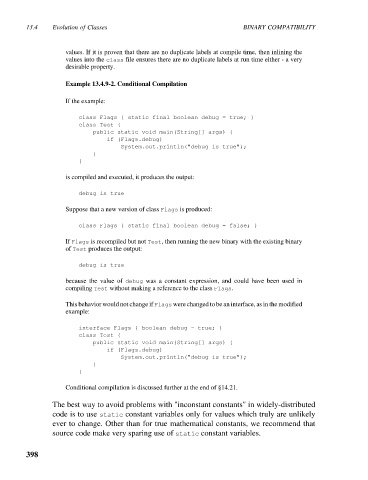 13.4 Evolution of Classes BINARY COMPATIBILITY
values. If it is proven that there are no duplicate labels at compile time, then inlining the
values into the class file ensures there are no duplicate labels at run time either - a very
desirable property.
Example 13.4.9-2. Conditional Compilation
If the example:
class Flags { static final boolean debug = true; }
class Test {
public static void main(String[] args) {
if (Flags.debug)
System.out.println("debug is true");
}
}
is compiled and executed, it produces the output:
debug is true
Suppose that a new version of class Flags is produced:
class Flags { static final boolean debug = false; }
If Flags is recompiled but not Test, then running the new binary with the existing binary
of Test produces the output:
debug is true
because the value of debug was a constant expression, and could have been used in
compiling Test without making a reference to the class Flags.
This behavior would not change if Flags were changed to be an interface, as in the modified
example:
interface Flags { boolean debug = true; }
class Test {
public static void main(String[] args) {
if (Flags.debug)
System.out.println("debug is true");
}
}
Conditional compilation is discussed further at the end of §14.21.
The best way to avoid problems with "inconstant constants" in widely-distributed
code is to use static constant variables only for values which truly are unlikely
ever to change. Other than for true mathematical constants, we recommend that
source code make very sparing use of static constant variables.
398